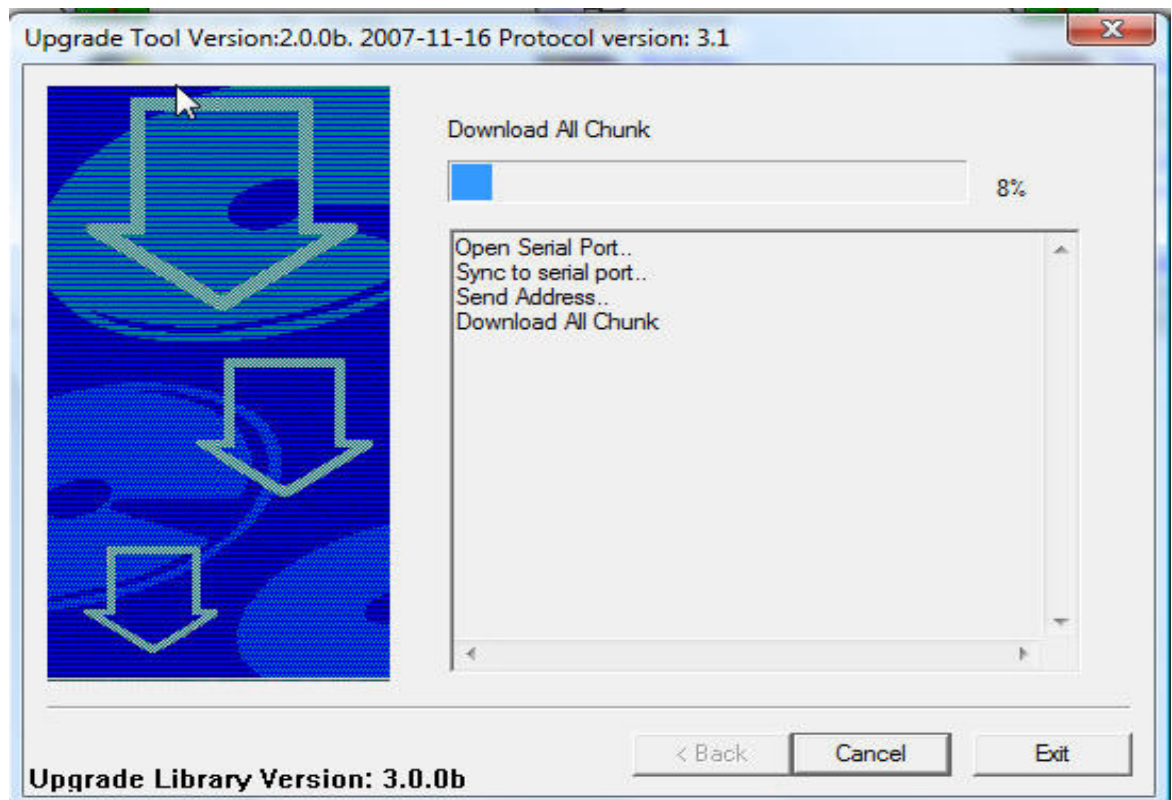 Upgrade Tool Version:2.0.0b. 2007-11-16 Protocol version: 3.1
Download All Chunk
8%
Open Serial Port..
Sync to serial port..
Send Address..
Download All Chunk
< Back
Cancel
Exit
Upgrade Library Version: 3.0.0b